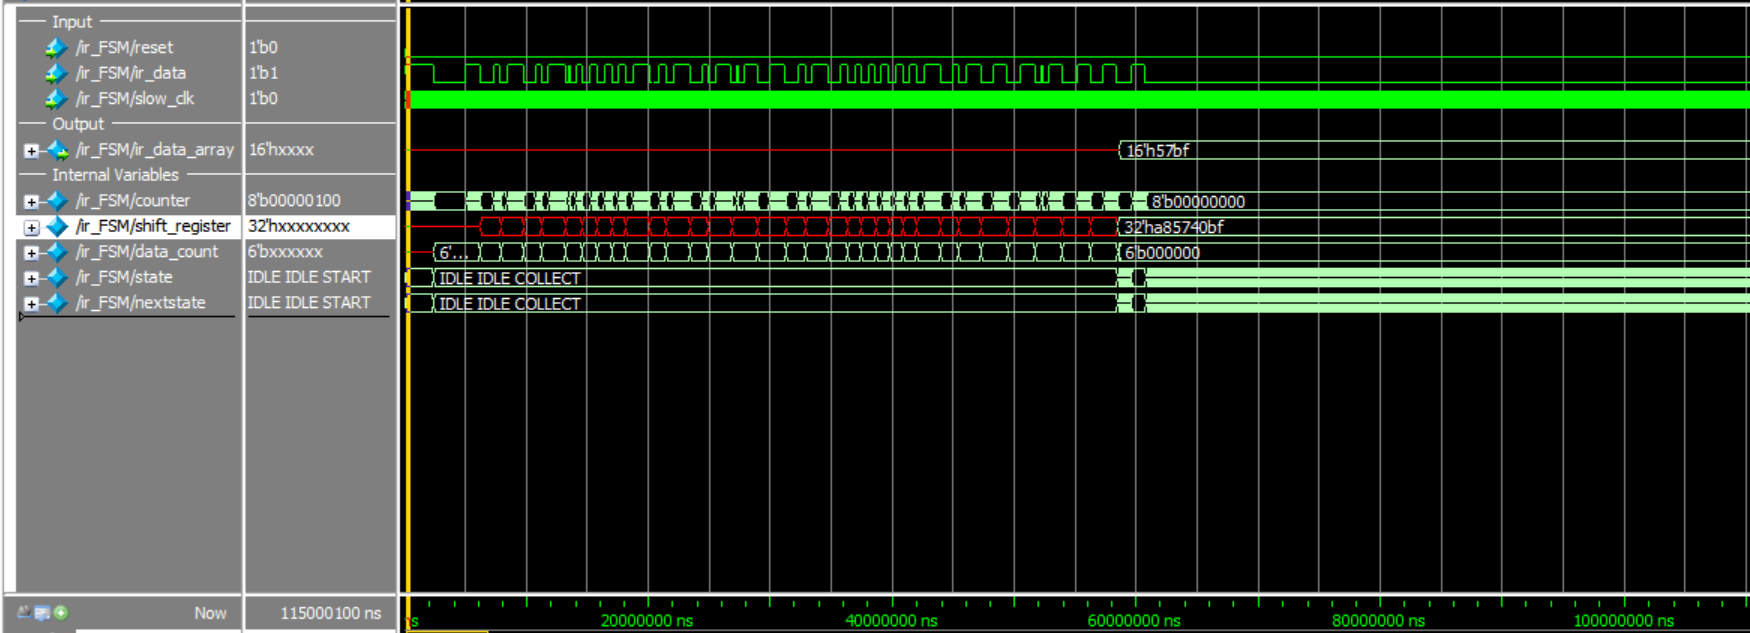 Input
/ir_FSM/reset 1'b0
/ir_FSM/ir_data 1'b1
/ir_FSM/slow_clk 1'b0
Output
/ir_FSM/ir_data_array 16'hxxxx 16'h57bf
Internal Variables
/ir_FSM/counter 8'b00000100 8'b00000000
/ir_FSM/shift_register 32'hxxxxxxxx 32'ha85740bf
/ir_FSM/data_count 6'bxxxxxx 6'... 6'b000000
/ir_FSM/state IDLE IDLE START IDLE IDLE COLLECT
/ir_FSM/nextstate IDLE IDLE START IDLE IDLE COLLECT
Now 115000100 ns s 20000000 ns 40000000 ns 60000000 ns 80000000 ns 100000000 ns